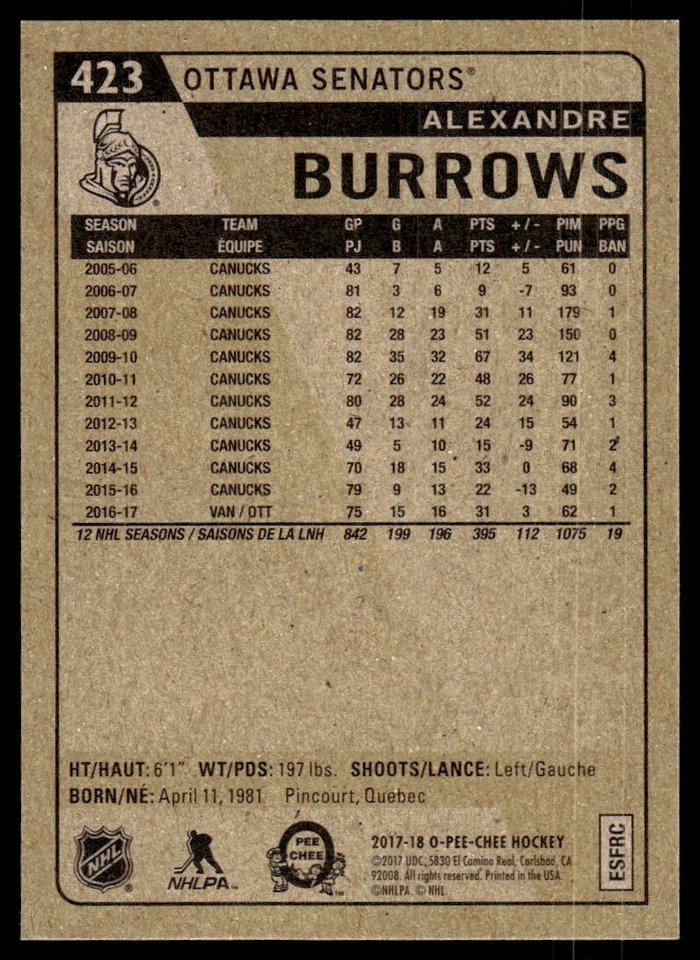 423 OTTAWA SENATORS®
ALEXANDRE
BURROWS
SEASON TEAM GP G A PTS + / - PIM PPG
SAISON ÉQUIPE PJ B A PTS + / - PUN BAN
2005-06 CANUCKS 43 7 5 12 5 61 0
2006-07 CANUCKS 81 3 6 9 -7 93 0
2007-08 CANUCKS 82 12 19 31 11 179 1
2008-09 CANUCKS 82 28 23 51 23 150 0
2009-10 CANUCKS 82 35 32 67 34 121 4
2010-11 CANUCKS 72 26 22 48 26 77 1
2011-12 CANUCKS 80 28 24 52 24 90 3
2012-13 CANUCKS 47 13 11 24 15 54 1
2013-14 CANUCKS 49 5 10 15 -9 71 2
2014-15 CANUCKS 70 18 15 33 0 68 4
2015-16 CANUCKS 79 9 13 22 -13 49 2
2016-17 VAN / OTT 75 15 16 31 3 62 1
12 NHL SEASONS / SAISONS DE LA LNH 842 199 196 395 112 1075 19
HT/HAUT: 6'1" WT/PDS: 197 lbs. SHOOTS/LANCE: Left/Gauche
BORN/NÉ: April 11, 1981 Pincourt, Quebec
NHL ®
NHLPA™
PEE
CHEE
™
2017-18 O-PEE-CHEE HOCKEY
©2017 UDC, 5830 El Camino Real, Carlsbad, CA
92008. All rights reserved. Printed in the USA.
©NHLPA. © NHL.
ESFRC